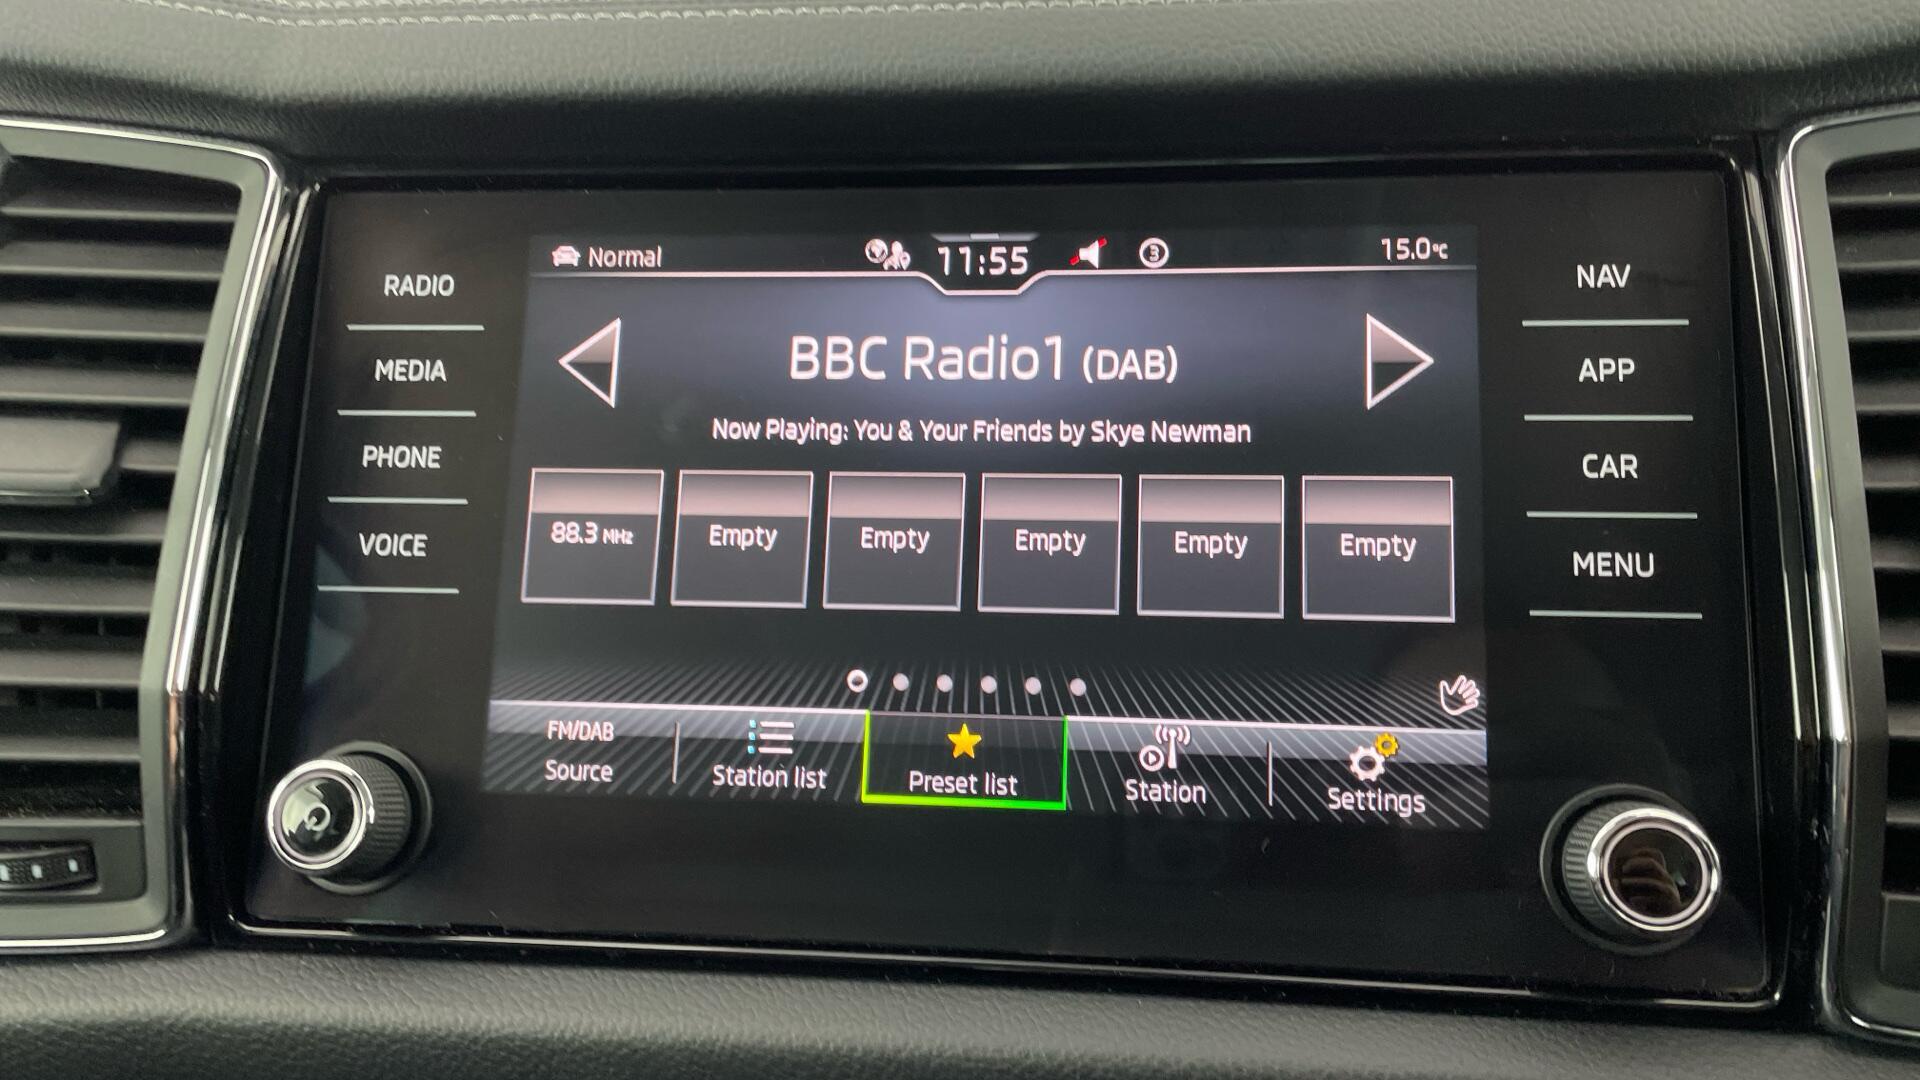 Normal
11:55
3
15.0°C
RADIO
MEDIA
PHONE
VOICE
BBC Radio1 (DAB)
Now Playing: You & Your Friends by Skye Newman
88.3 MHz
Empty
Empty
Empty
Empty
Empty
FM/DAB
Source
Station list
Preset list
Station
Settings
NAV
APP
CAR
MENU